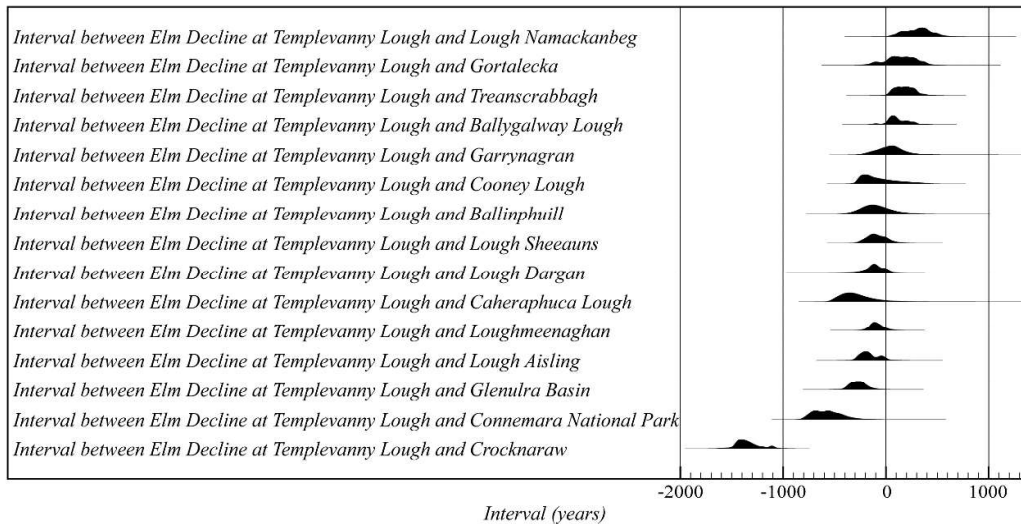 Interval between Elm Decline at Templevanny Lough and Lough Namackanbeg
Interval between Elm Decline at Templevanny Lough and Gortalecka
Interval between Elm Decline at Templevanny Lough and Treanscrabbagh
Interval between Elm Decline at Templevanny Lough and Ballygalway Lough
Interval between Elm Decline at Templevanny Lough and Garrynagran
Interval between Elm Decline at Templevanny Lough and Cooney Lough
Interval between Elm Decline at Templevanny Lough and Ballinphuill
Interval between Elm Decline at Templevanny Lough and Lough Sheeauns
Interval between Elm Decline at Templevanny Lough and Lough Dargan
Interval between Elm Decline at Templevanny Lough and Caheraphuca Lough
Interval between Elm Decline at Templevanny Lough and Loughmeenaghan
Interval between Elm Decline at Templevanny Lough and Lough Aisling
Interval between Elm Decline at Templevanny Lough and Glenulra Basin
Interval between Elm Decline at Templevanny Lough and Connemara National Park
Interval between Elm Decline at Templevanny Lough and Crocknaraw
-2000 -1000 0 1000
Interval (years)